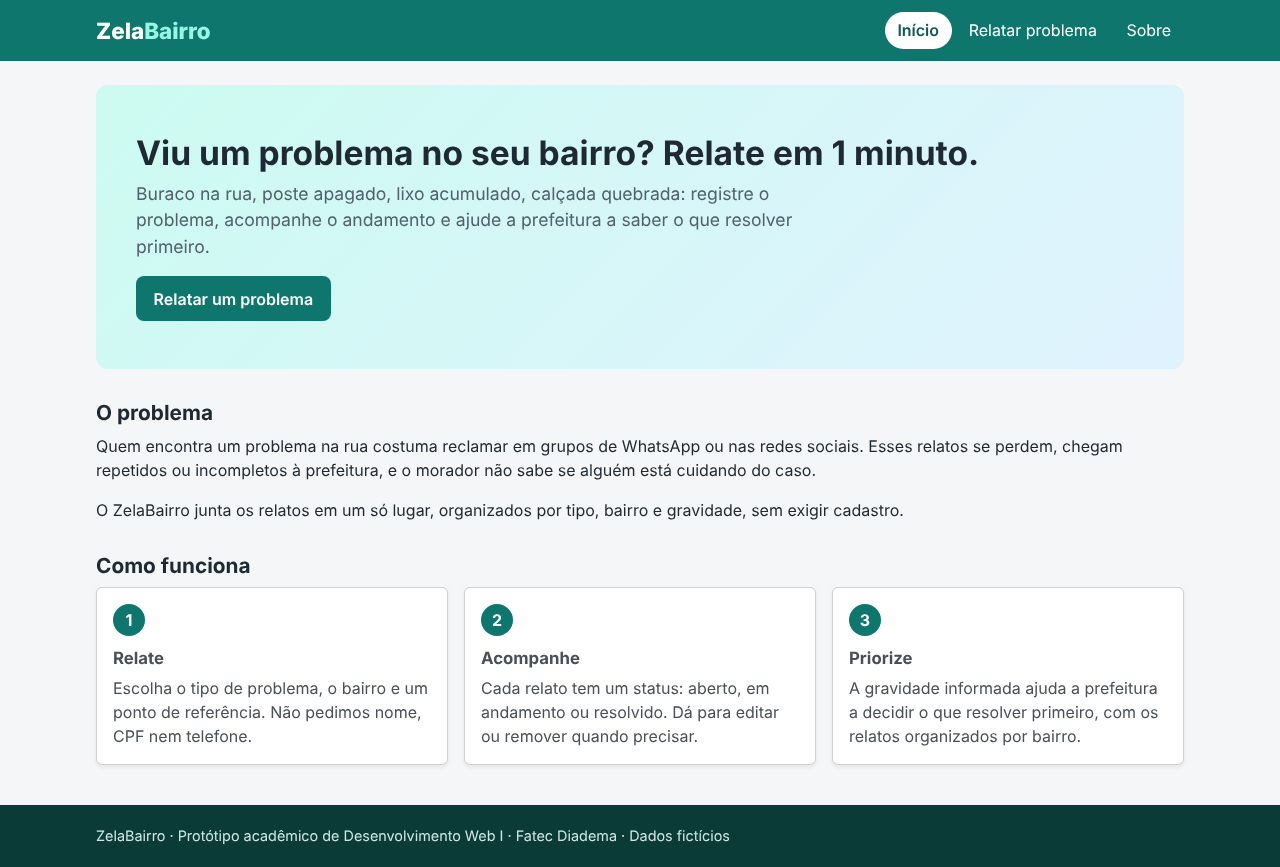 ZelaBairro
Início
Relatar problema
Sobre
Viu um problema no seu bairro? Relate em 1 minuto.
Buraco na rua, poste apagado, lixo acumulado, calçada quebrada: registre o
problema, acompanhe o andamento e ajude a prefeitura a saber o que resolver
primeiro.
Relatar um problema
O problema
Quem encontra um problema na rua costuma reclamar em grupos de WhatsApp ou nas redes sociais. Esses relatos se perdem, chegam
repetidos ou incompletos à prefeitura, e o morador não sabe se alguém está cuidando do caso.
O ZelaBairro junta os relatos em um só lugar, organizados por tipo, bairro e gravidade, sem exigir cadastro.
Como funciona
1
Relate
Escolha o tipo de problema, o bairro e um
ponto de referência. Não pedimos nome,
CPF nem telefone.
2
Acompanhe
Cada relato tem um status: aberto, em
andamento ou resolvido. Dá para editar
ou remover quando precisar.
3
Priorize
A gravidade informada ajuda a prefeitura
a decidir o que resolver primeiro, com os
relatos organizados por bairro.
ZelaBairro · Protótipo acadêmico de Desenvolvimento Web I · Fatec Diadema · Dados fictícios